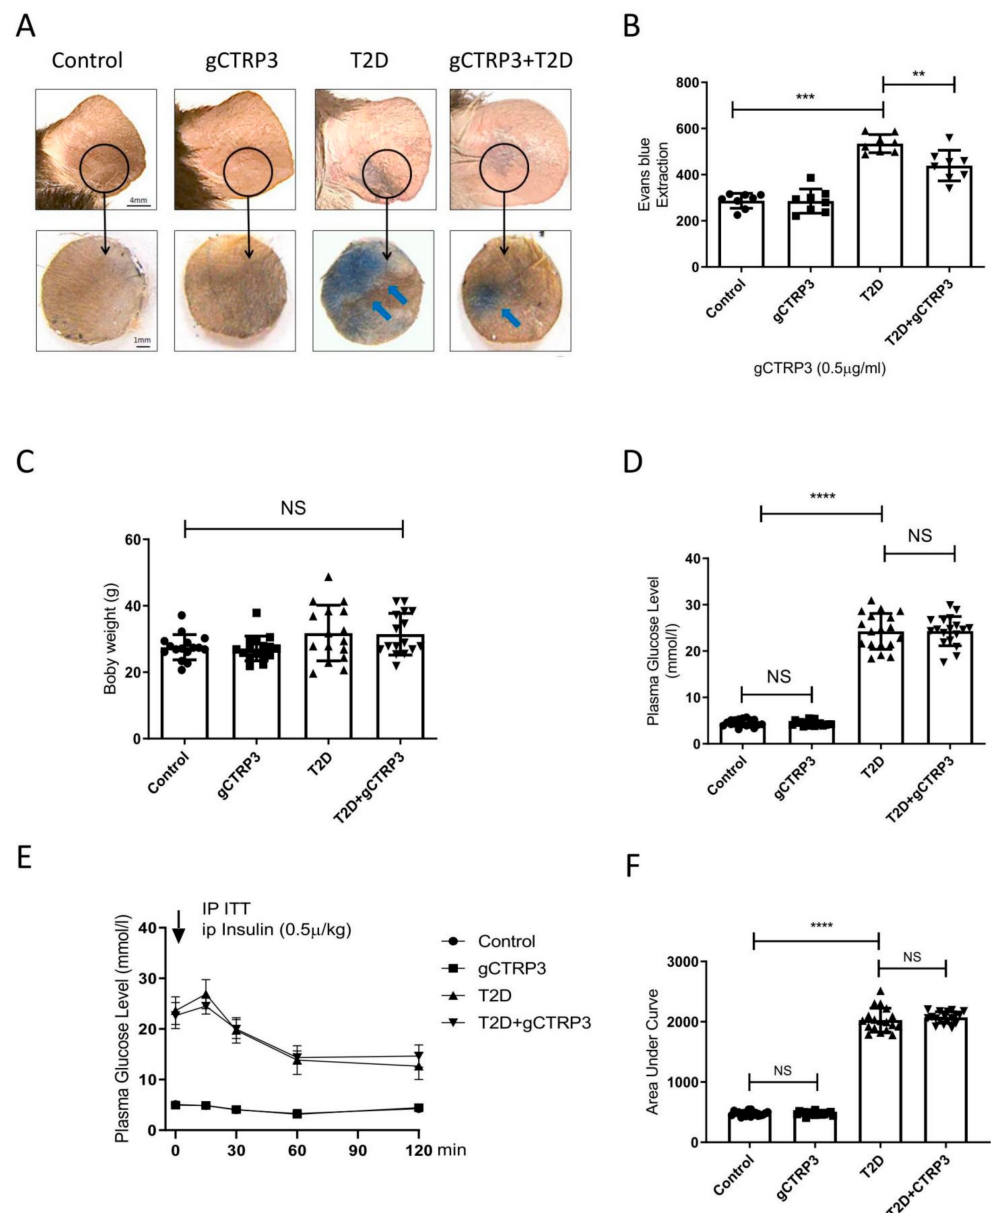 A
Control
gCTRP3
T2D
gCTRP3+T2D
4mm
1mm
B
***
**
Evans blue
Extraction
800
600
400
200
0
Control
gCTRP3
T2D
T2D+gCTRP3
gCTRP3 (0.5μg/ml)
C
NS
Boby weight (g)
60
40
20
0
Control
gCTRP3
T2D
T2D+gCTRP3
D
****
NS
NS
Plasma Glucose Level
(mmol/l)
40
30
20
10
0
Control
gCTRP3
T2D
T2D+gCTRP3
E
IP ITT
ip Insulin (0.5μ/kg)
Plasma Glucose Level (mmol/l)
40
30
20
10
0
0 30 60 90 120 min
Control
gCTRP3
T2D
T2D+gCTRP3
F
****
NS
NS
Area Under Curve
3000
2000
1000
0
Control
gCTRP3
T2D
T2D+CTRP3